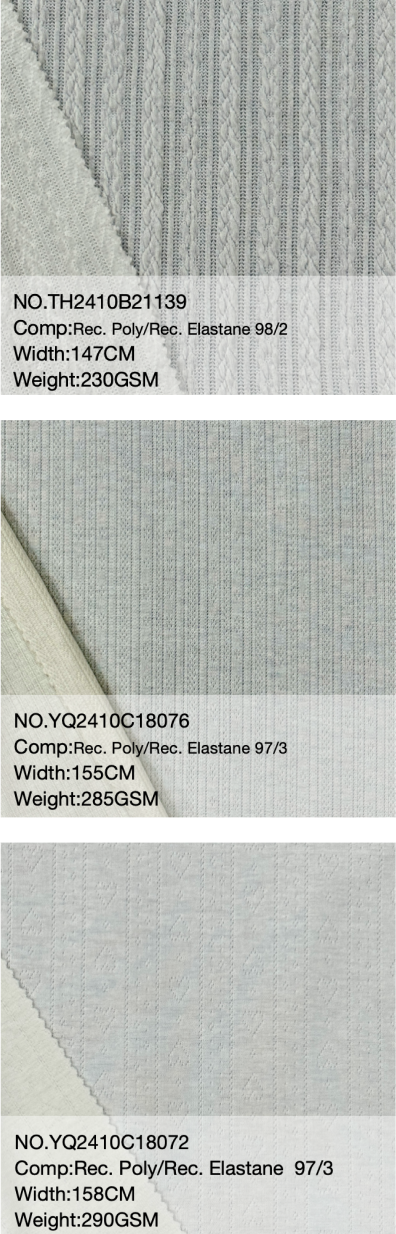 NO.TH2410B21139
Comp:Rec. Poly/Rec. Elastane 98/2
Width:147CM
Weight:230GSM
NO.YQ2410C18076
Comp:Rec. Poly/Rec. Elastane 97/3
Width:155CM
Weight:285GSM
NO.YQ2410C18072
Comp:Rec. Poly/Rec. Elastane 97/3
Width:158CM
Weight:290GSM